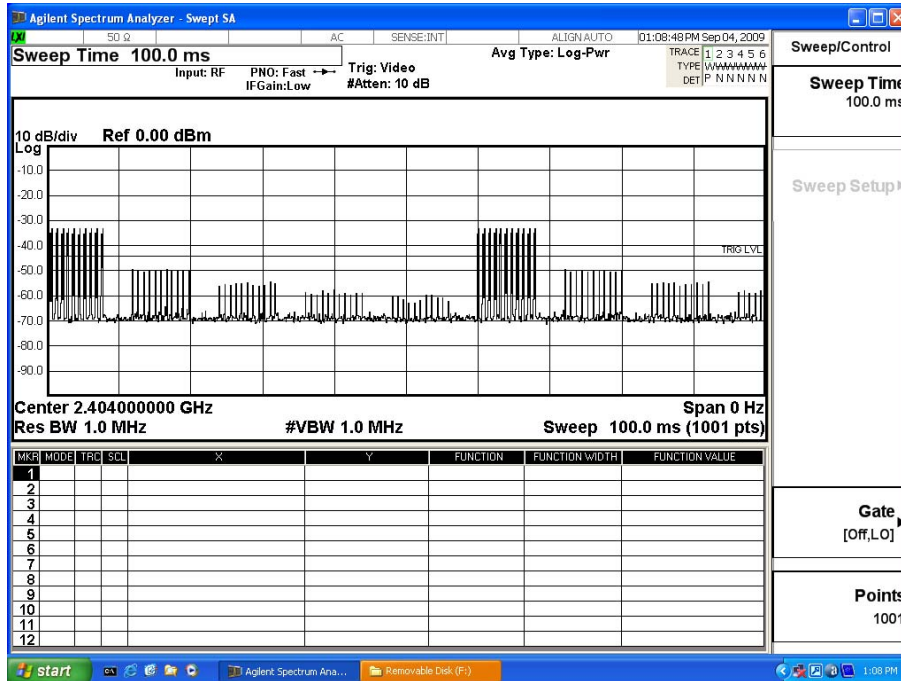 Agilent Spectrum Analyzer - Swept SA
LXI 50 Ω AC SENSE:INT ALIGN AUTO 01:08:48 PM Sep 04, 2009
Sweep Time 100.0 ms
Input: RF PNO: Fast Trig: Video Avg Type: Log-Pwr TRACE 1 2 3 4 5 6
IFGain:Low #Atten: 10 dB TYPE
DET P N N N N N
10 dB/div Ref 0.00 dBm
Log
-10.0
-20.0
-30.0
-40.0
TRIG LVL
-50.0
-60.0
-70.0
-80.0
-90.0
Center 2.404000000 GHz Span 0 Hz
Res BW 1.0 MHz #VBW 1.0 MHz Sweep 100.0 ms (1001 pts)
MKR MODE TRC SCL X Y FUNCTION FUNCTION WIDTH FUNCTION VALUE
1
2
3
4
5
6
7
8
9
10
11
12
Sweep/Control
Sweep Time
100.0 ms
Sweep Setup
Gate
[Off,LO]
Points
1001
start Agilent Spectrum Ana... Removable Disk (F:) 1:08 PM